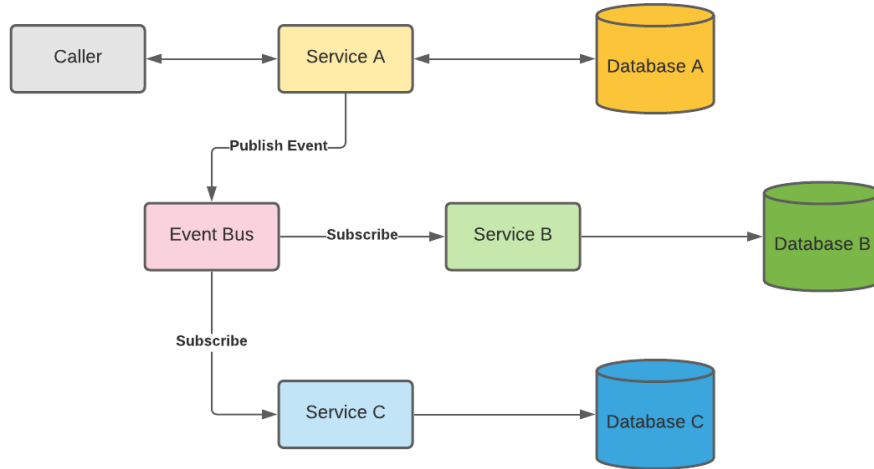 Caller
Service A
Database A
Publish Event
Event Bus
Subscribe
Service B
Database B
Subscribe
Service C
Database C